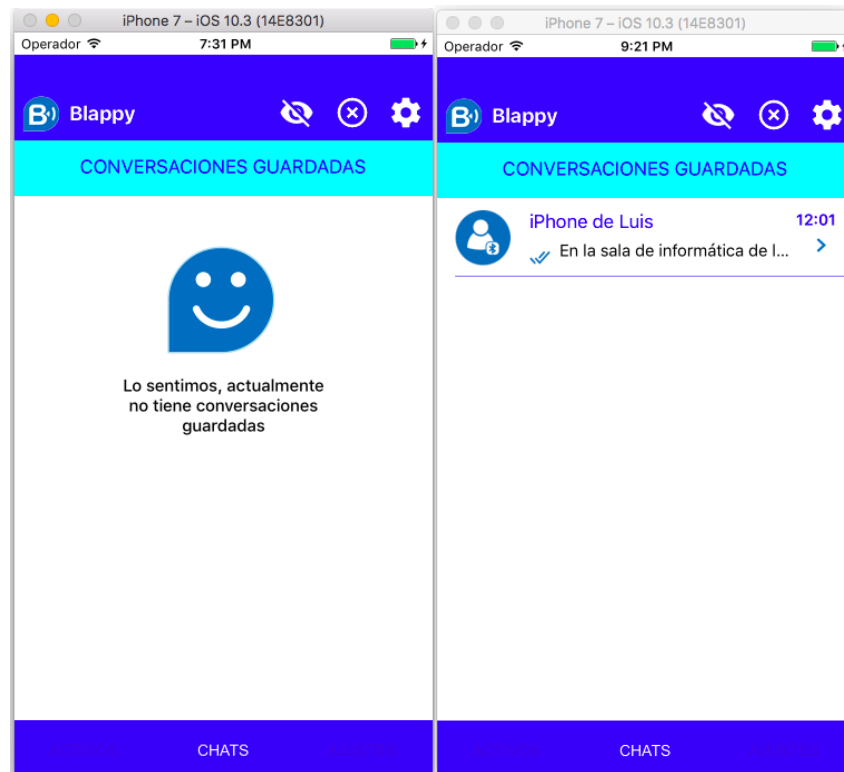 iPhone 7 – iOS 10.3 (14E8301)
Operador 7:31 PM
B Blappy
CONVERSACIONES GUARDADAS
Lo sentimos, actualmente
no tiene conversaciones
guardadas
CHATS
iPhone 7 – iOS 10.3 (14E8301)
Operador 9:21 PM
B Blappy
CONVERSACIONES GUARDADAS
iPhone de Luis 12:01
En la sala de informática de l...
CHATS